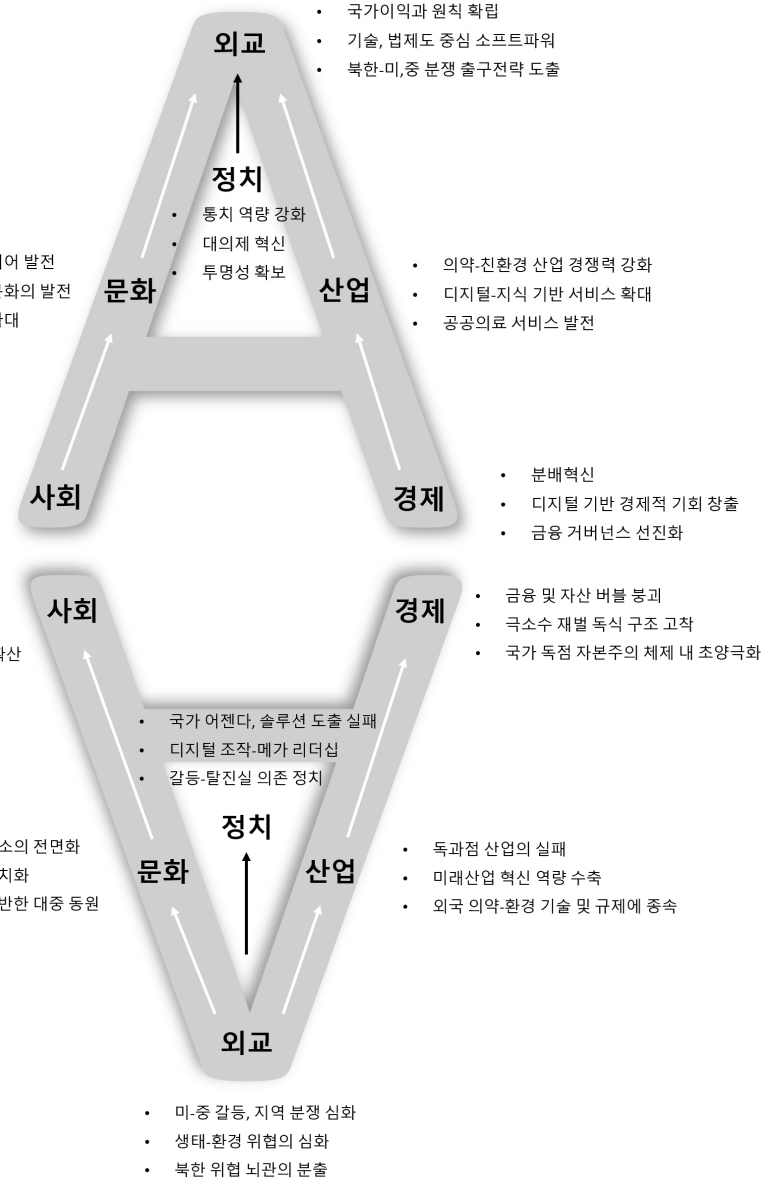 • 국가이익과 원칙 확립
• 기술, 법제도 중심 소프트파워
• 북한-미,중 분쟁 출구전략 도출
외교
정치
• 통치 역량 강화
• 대의제 혁신
• 투명성 확보
어 발전
문화의 발전
확대
문화
산업
• 의약-친환경 산업 경쟁력 강화
• 디지털-지식 기반 서비스 확대
• 공공의료 서비스 발전
사회
경제
• 분배혁신
• 디지털 기반 경제적 기회 창출
• 금융 거버넌스 선진화
사회
경제
• 금융 및 자산 버블 붕괴
• 극소수 재벌 독식 구조 고착
• 국가 독점 자본주의 체제 내 초양극화
확산
• 국가 어젠다, 솔루션 도출 실패
• 디지털 조작-메가 리더십
• 갈등-탈진실 의존 정치
정치
소의 전면화
치화
반한 대중 동원
문화
산업
• 독과점 산업의 실패
• 미래산업 혁신 역량 수축
• 외국 의약-환경 기술 및 규제에 종속
외교
• 미-중 갈등, 지역 분쟁 심화
• 생태-환경 위협의 심화
• 북한 위협 뇌관의 분출